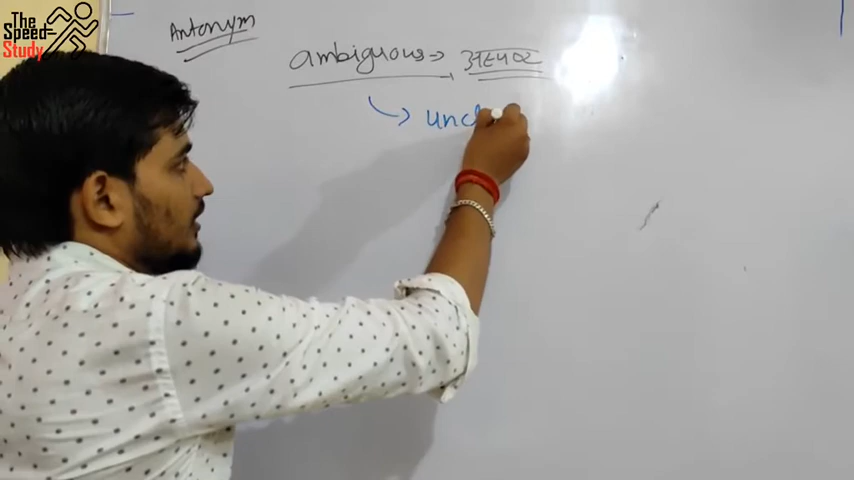 The
Speed
Study
Antonym
ambiguous → अस्पष्ट
→ uncl